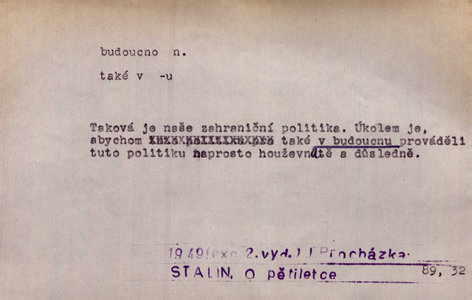 budoucno n.
také v -u
Taková je naše zahraniční politika. Úkolem je,
abychom také v budoucnu prováděli
tuto politiku naprosto houževnatě a důsledně.
1949(exc. 2.vyd.) J. Procházka
STALIN, O pětiletce 89, 32